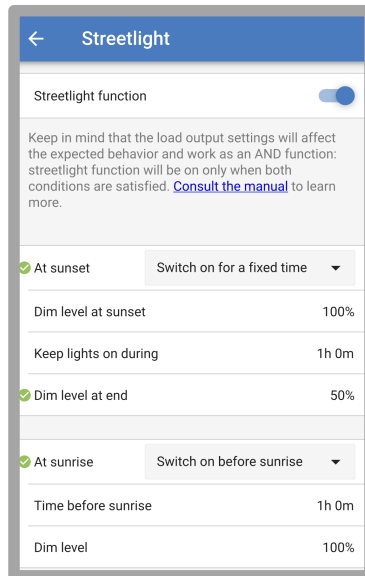 Streetlight
Streetlight function
Keep in mind that the load output settings will affect
the expected behavior and work as an AND function:
streetlight function will be on only when both
conditions are satisfied. Consult the manual to learn
more.
At sunset Switch on for a fixed time
Dim level at sunset 100%
Keep lights on during 1h 0m
Dim level at end 50%
At sunrise Switch on before sunrise
Time before sunrise 1h 0m
Dim level 100%